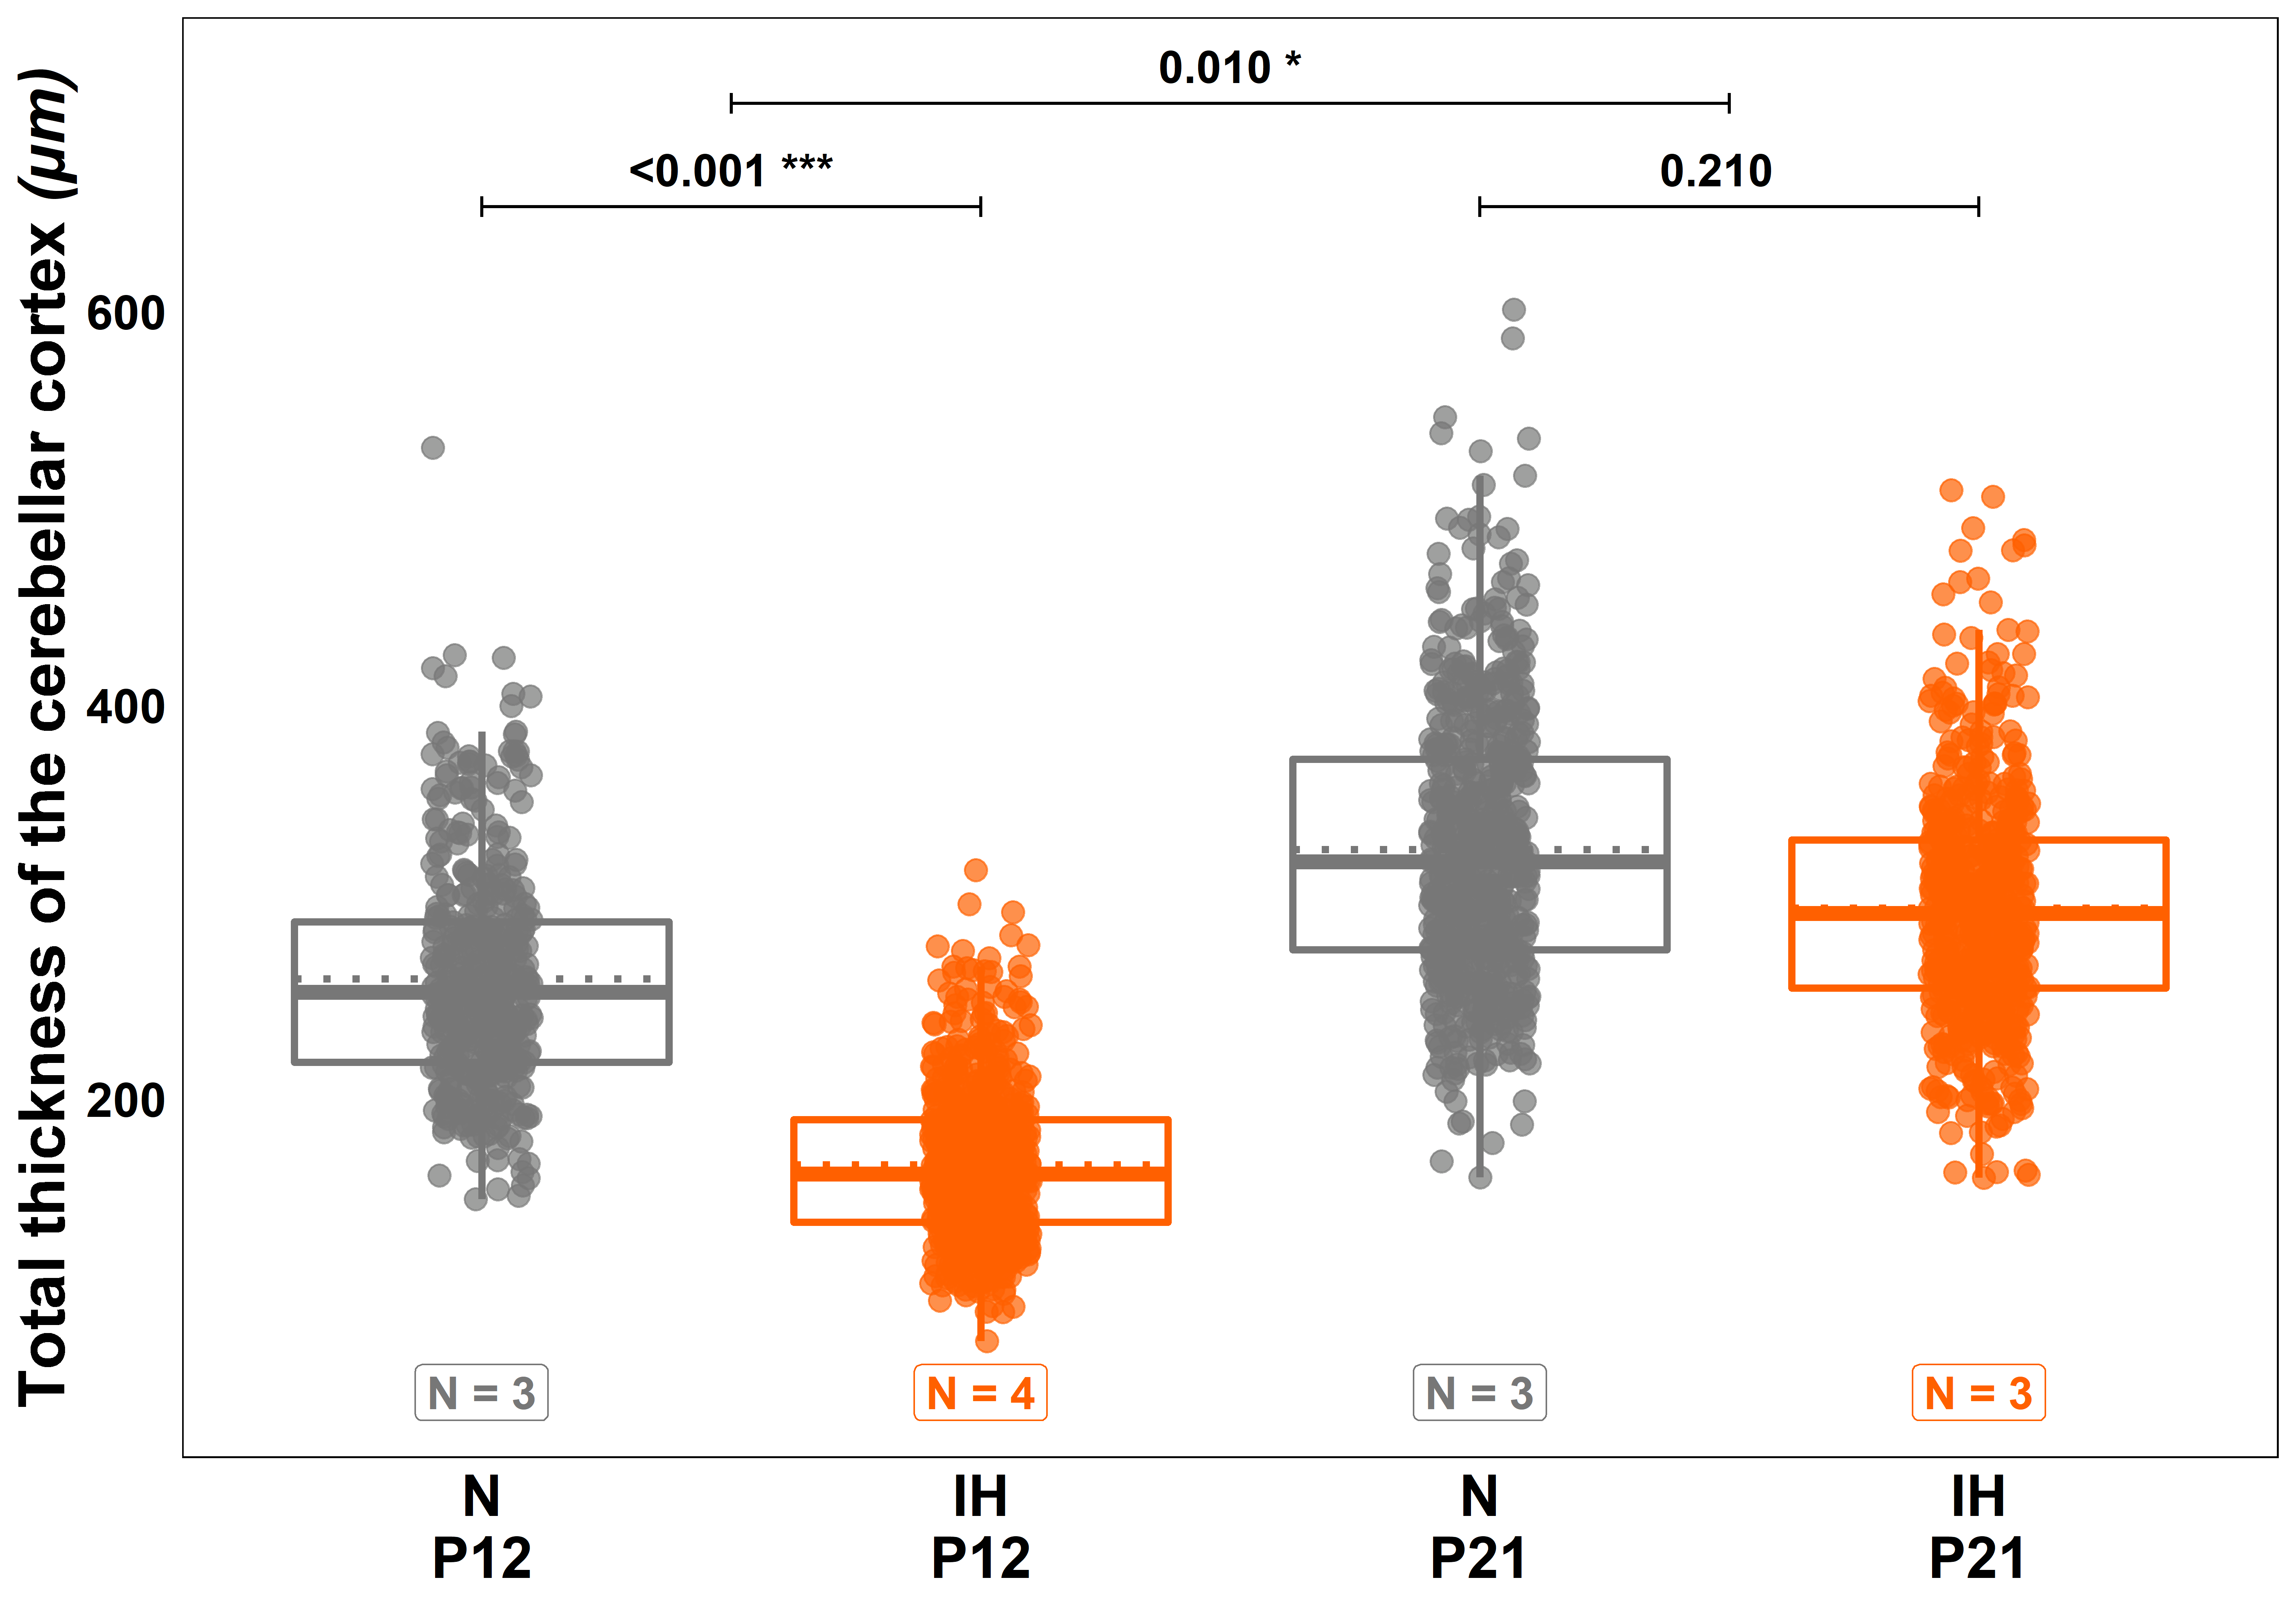 Total thickness of the cerebellar cortex (µm)
0.010 *
<0.001 ***
0.210
600
400
200
N = 3
N = 4
N = 3
N = 3
N
P12
IH
P12
N
P21
IH
P21